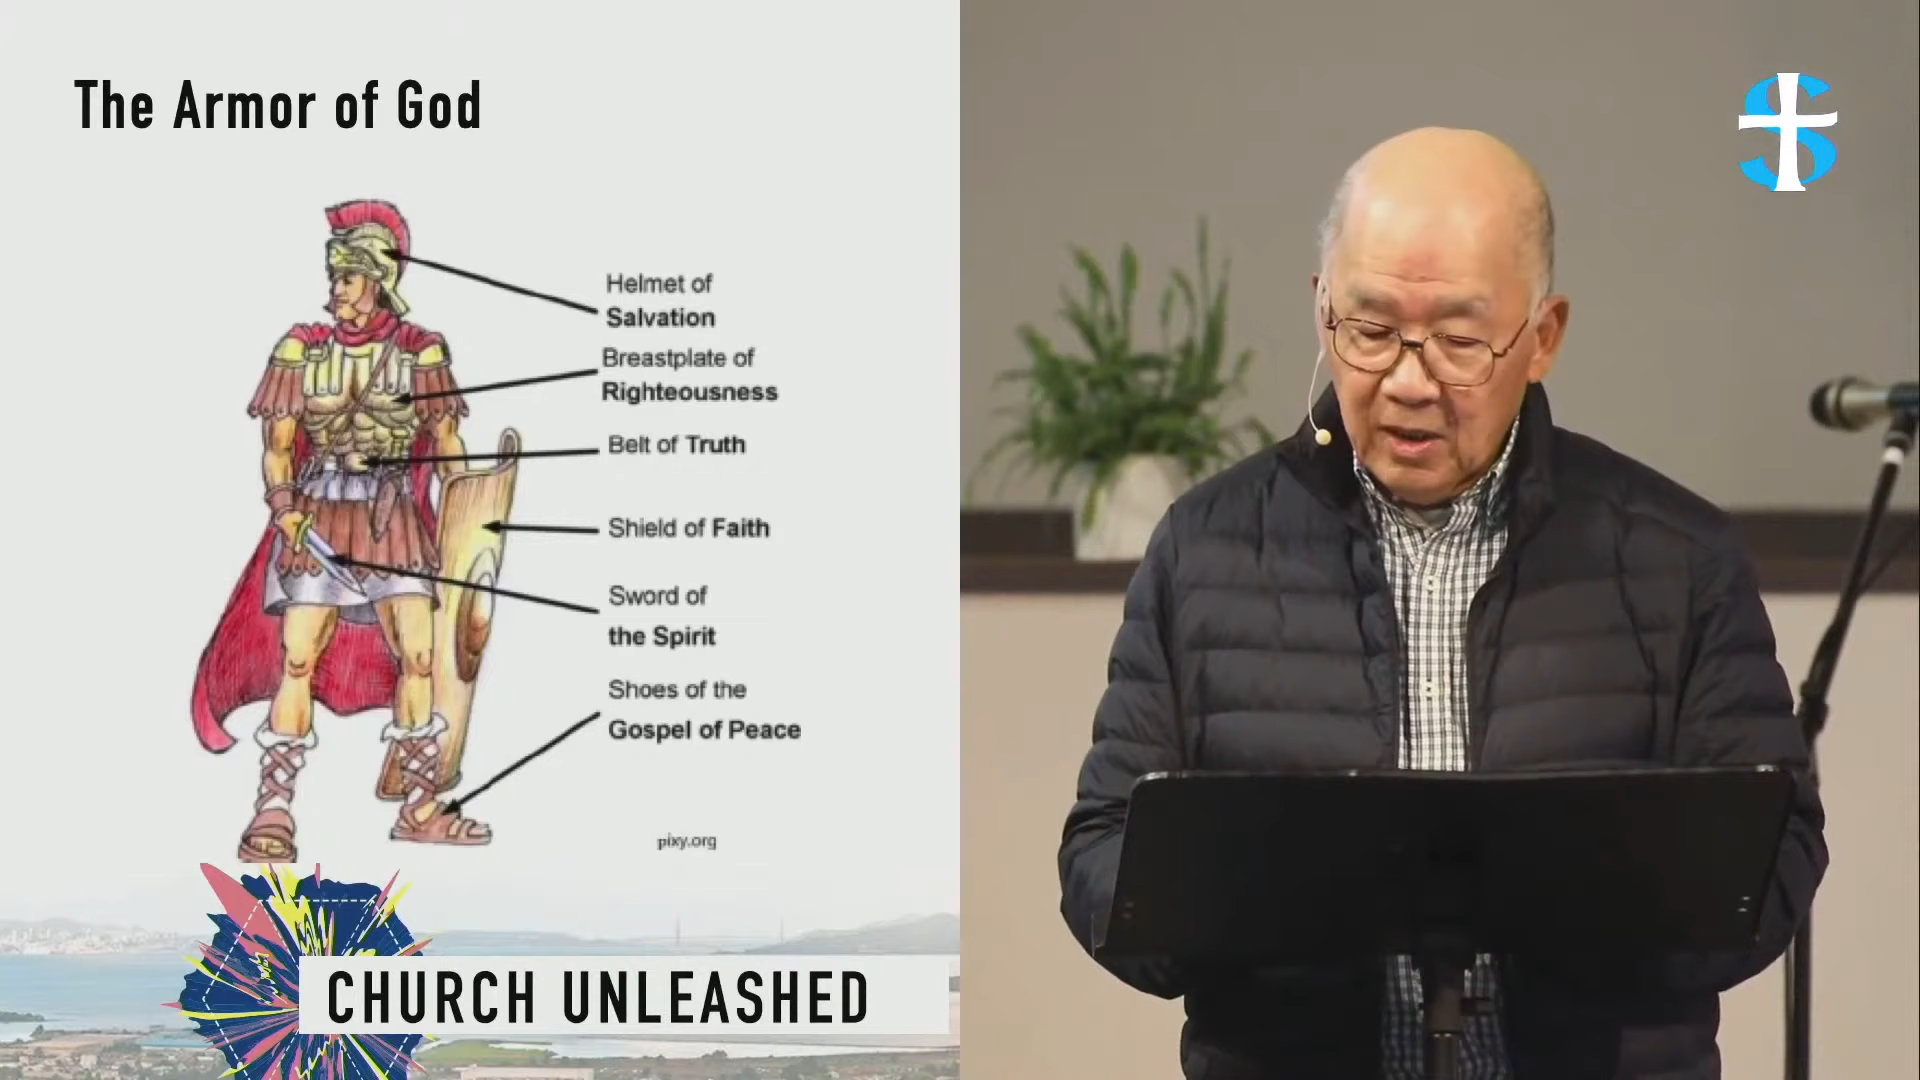 The Armor of God
Helmet of
Salvation
Breastplate of
Righteousness
Belt of Truth
Shield of Faith
Sword of
the Spirit
Shoes of the
Gospel of Peace
pixy.org
CHURCH UNLEASHED
S